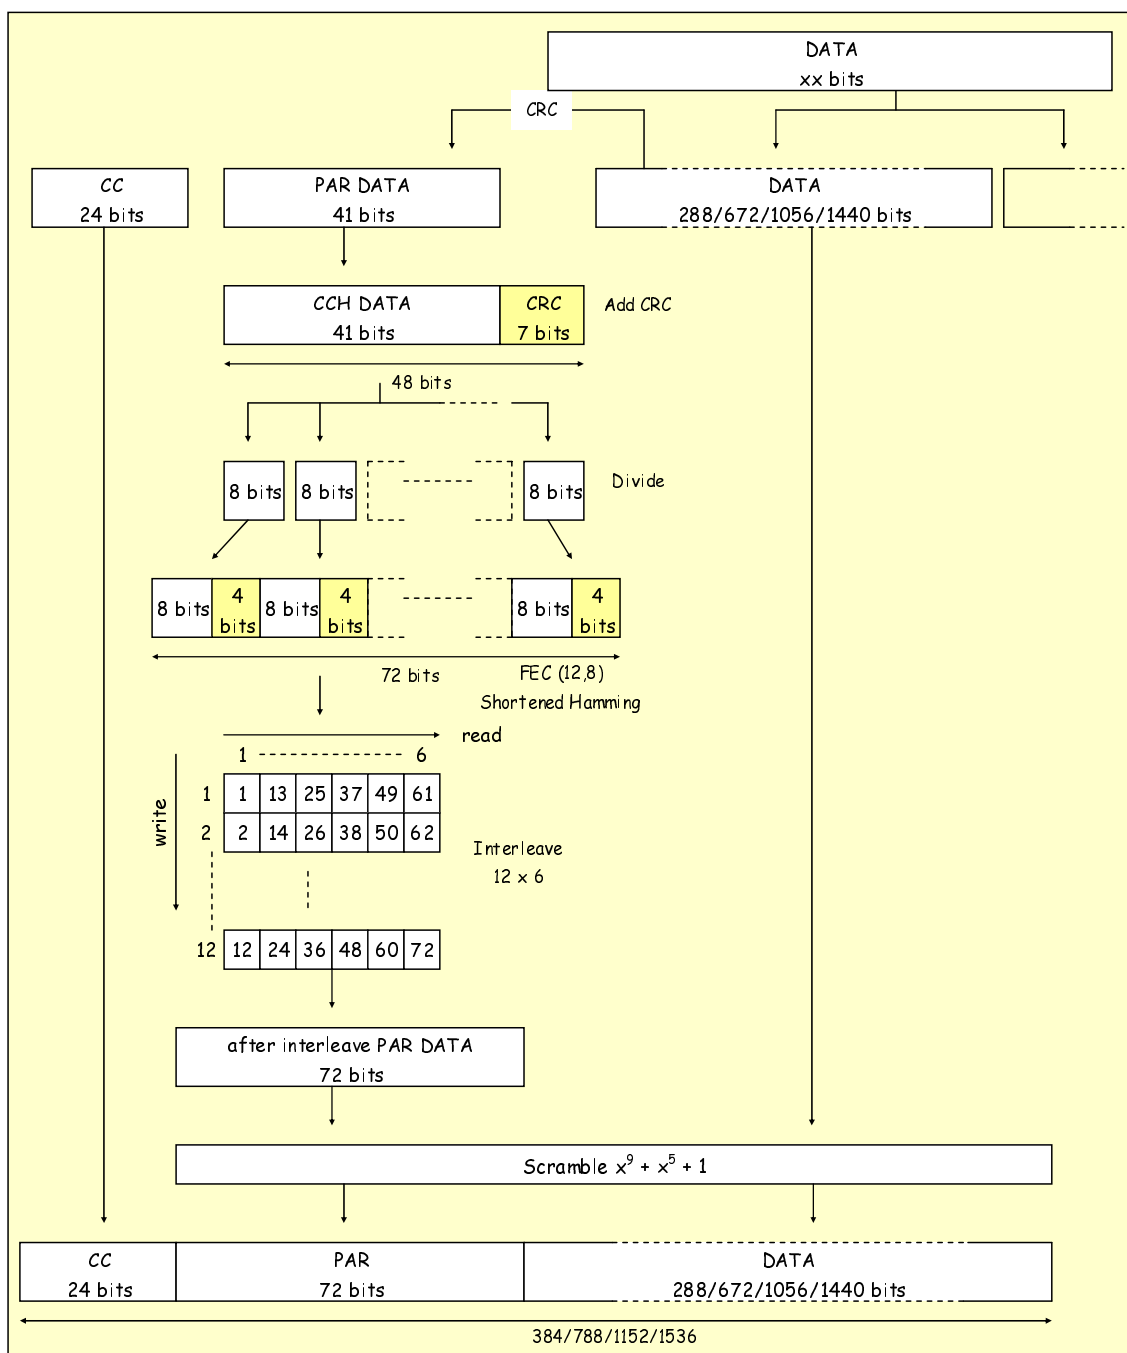 DATA
xx bits
CRC
CC
24 bits
PAR DATA
41 bits
DATA
288/672/1056/1440 bits
CCH DATA
41 bits
CRC
7 bits
Add CRC
48 bits
8 bits
8 bits
8 bits
Divide
8 bits
4
bits
8 bits
4
bits
8 bits
4
bits
72 bits
FEC (12,8)
Shortened Hamming
read
1 6
write
1 1 13 25 37 49 61
2 2 14 26 38 50 62
Interleave
12 x 6
12 12 24 36 48 60 72
after interleave PAR DATA
72 bits
Scramble x⁹ + x⁵ + 1
CC
24 bits
PAR
72 bits
DATA
288/672/1056/1440 bits
384/788/1152/1536